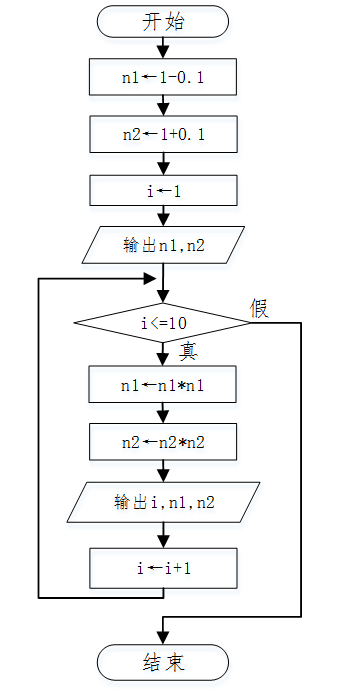 开始
n1←1-0.1
n2←1+0.1
i←1
输出n1,n2
i<=10
假
真
n1←n1*n1
n2←n2*n2
输出i,n1,n2
i←i+1
结束